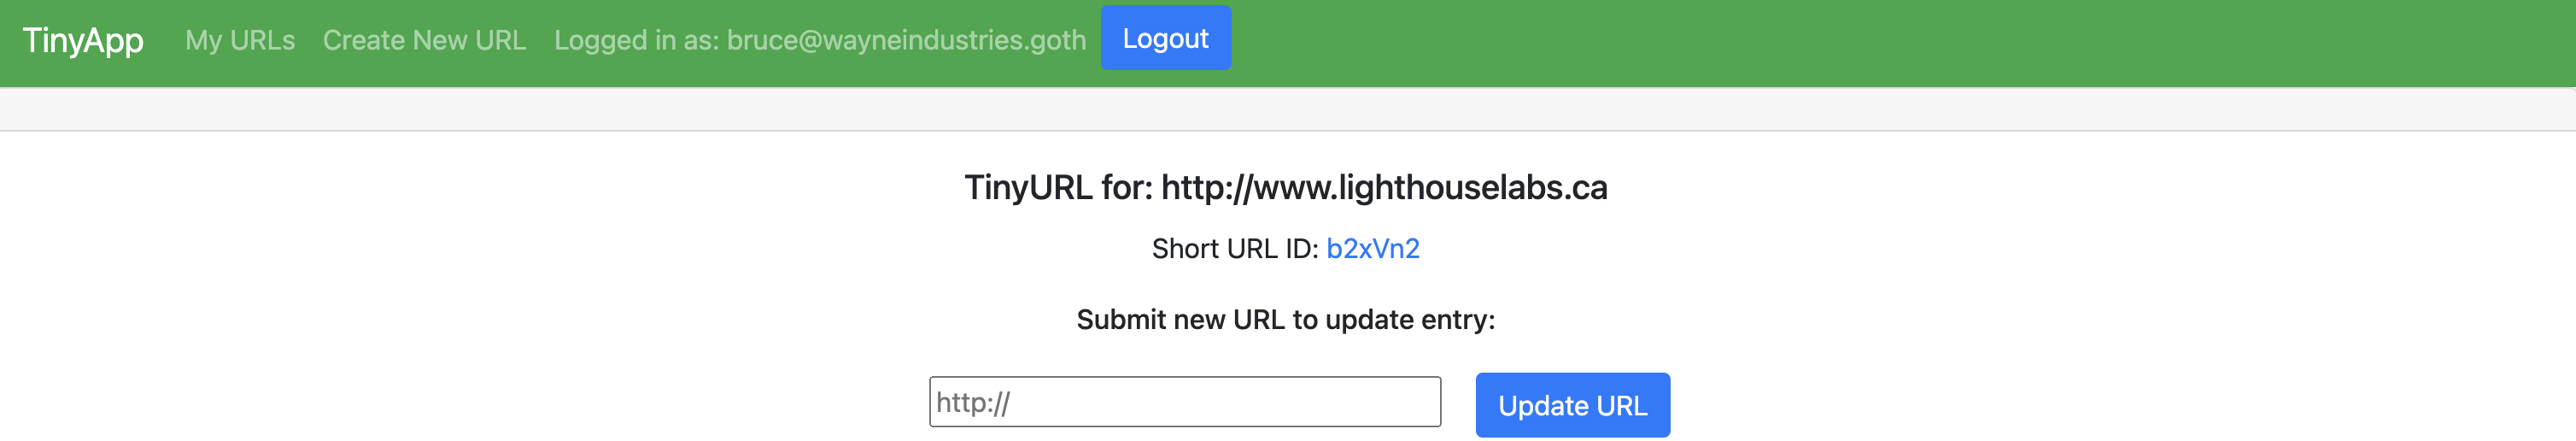 TinyApp My URLs Create New URL Logged in as: bruce@wayneindustries.goth Logout
TinyURL for: http://www.lighthouselabs.ca
Short URL ID: b2xVn2
Submit new URL to update entry:
http:// Update URL